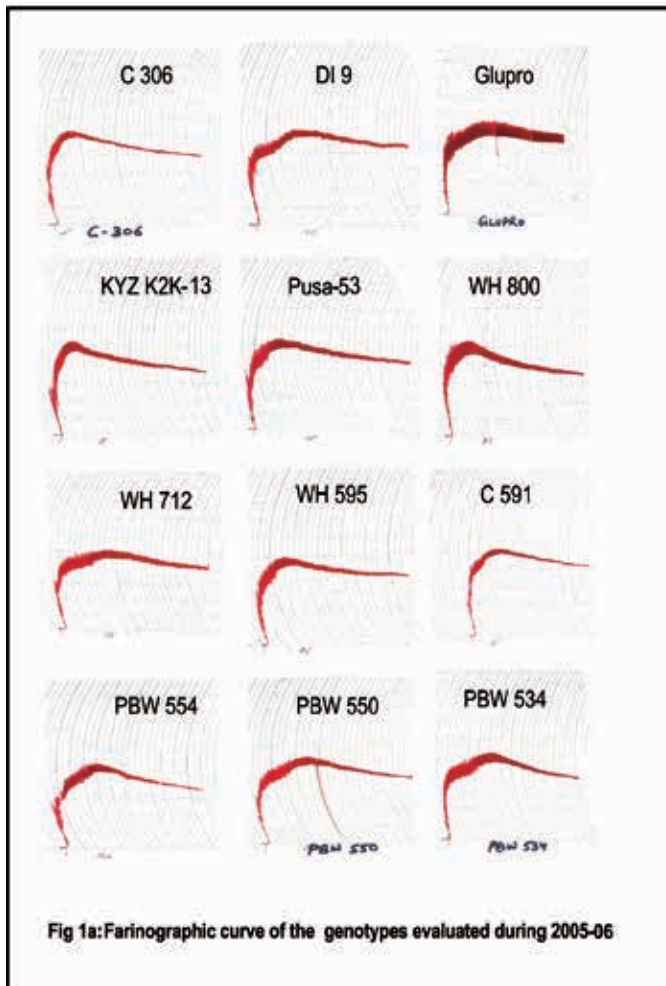 C 306
DI 9
Glupro
C-306
GLUPRO
KYZ K2K-13
Pusa-53
WH 800
WH 712
WH 595
C 591
PBW 554
PBW 550
PBW 534
PBW 550
PBW 534
Fig 1a:Farinographic curve of the genotypes evaluated during 2005-06